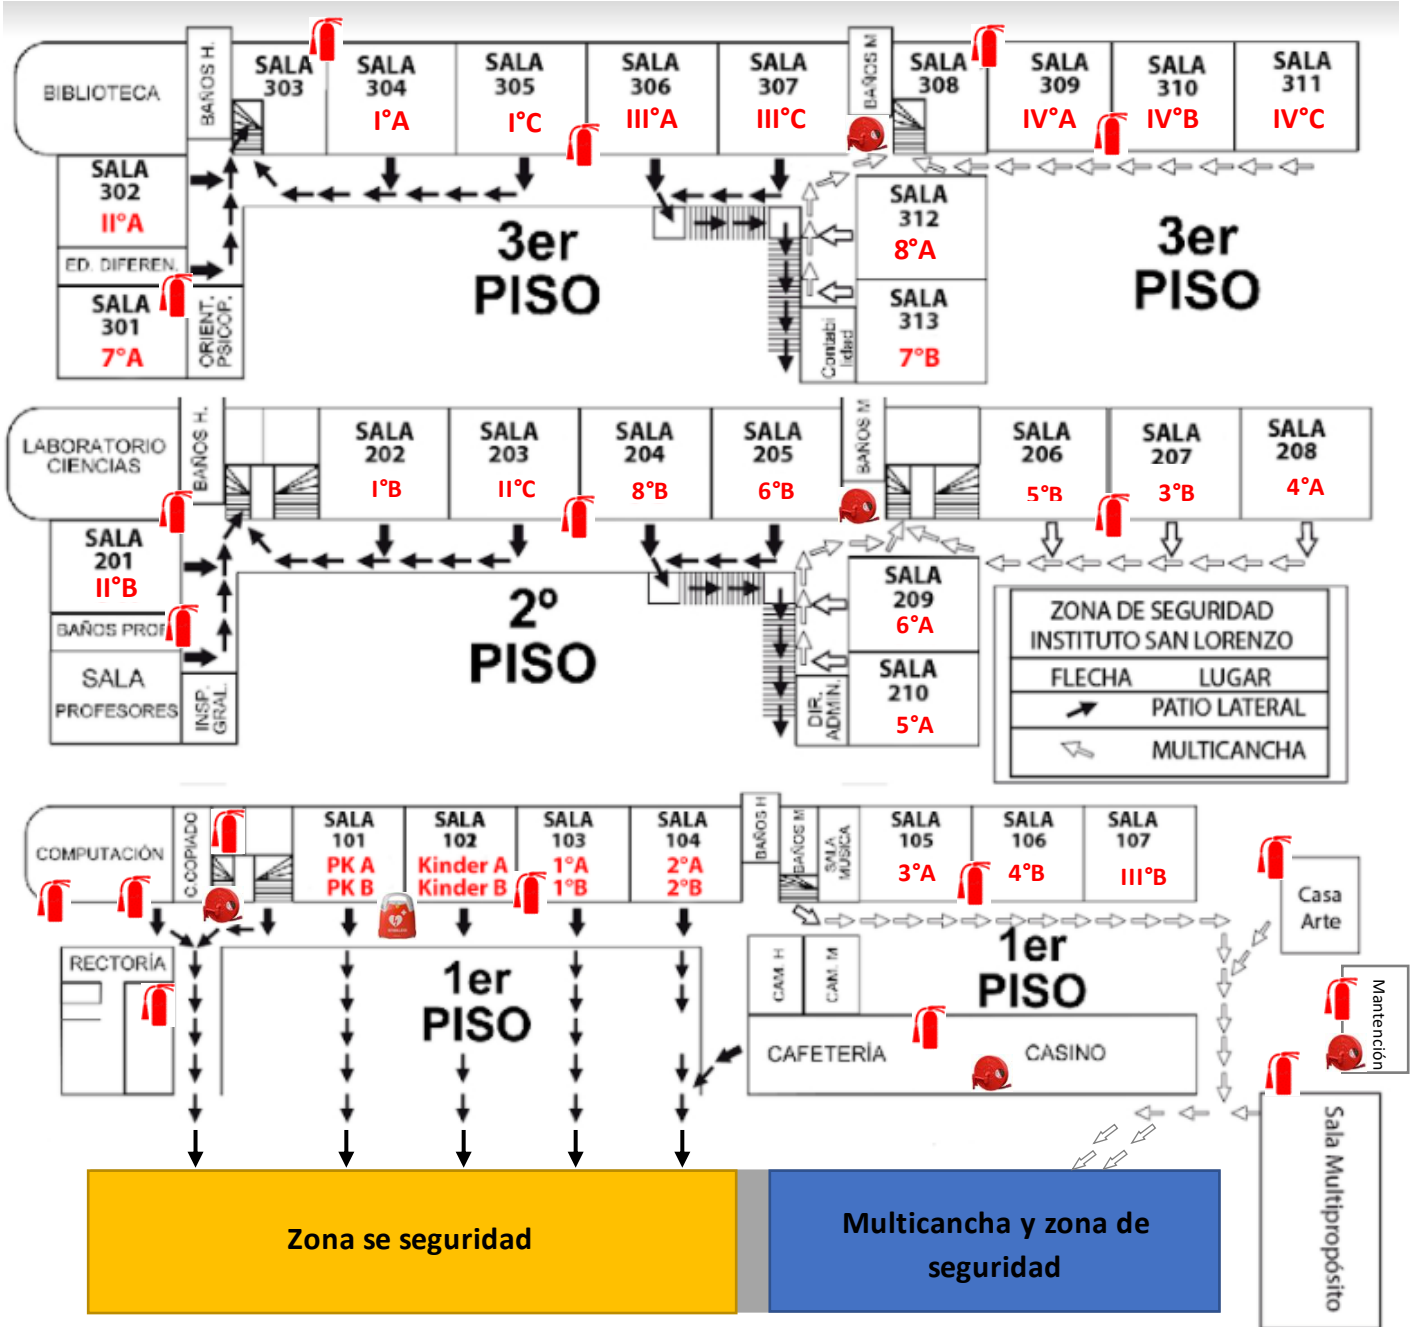 BIBLIOTECA
BAÑOS H.
SALA
303
SALA
304
I°A
SALA
305
I°C
SALA
306
III°A
SALA
307
III°C
BAÑOS M
SALA
308
SALA
309
IV°A
SALA
310
IV°B
SALA
311
IV°C
SALA
302
II°A
ED. DIFEREN.
SALA
301
7°A
ORIENT.
PSICOP.
3er
PISO
SALA
312
8°A
SALA
313
7°B
Contabi
lidad
3er
PISO
LABORATORIO
CIENCIAS
BAÑOS H.
SALA
202
I°B
SALA
203
II°C
SALA
204
8°B
SALA
205
6°B
BAÑOS M
SALA
206
5°B
SALA
207
3°B
SALA
208
4°A
SALA
201
II°B
BAÑOS PROF
SALA
PROFESORES
INSP.
GRAL.
2º
PISO
SALA
209
6°A
SALA
210
5°A
DIR.
ADMIN.
ZONA DE SEGURIDAD
INSTITUTO SAN LORENZO
FLECHA LUGAR
PATIO LATERAL
MULTICANCHA
COMPUTACIÓN
C.COPIADO
SALA
101
PK A
PK B
SALA
102
Kinder A
Kinder B
SALA
103
1°A
1°B
SALA
104
2°A
2°B
BAÑOS H
BAÑOS M
SALA
MUSICA
SALA
105
3°A
SALA
106
4°B
SALA
107
III°B
Casa
Arte
RECTORÍA
1er
PISO
CAM. H
CAM. M
1er
PISO
CAFETERÍA
CASINO
Mantención
Sala Multipropósito
Zona se seguridad
Multicancha y zona de
seguridad